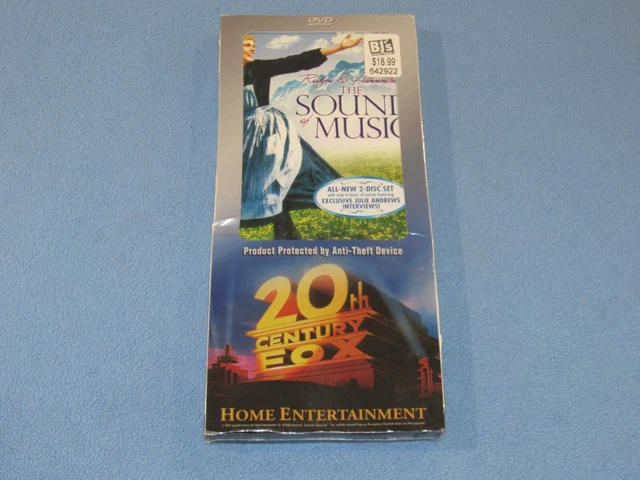 DVD
BJ's
$18.99
642922
Rodgers & Hammerstein's
THE
SOUND
of MUSIC
ALL-NEW 2-DISC SET
EXCLUSIVE JULIE ANDREWS
INTERVIEWS!
Product Protected by Anti-Theft Device
20th
CENTURY
FOX
HOME ENTERTAINMENT